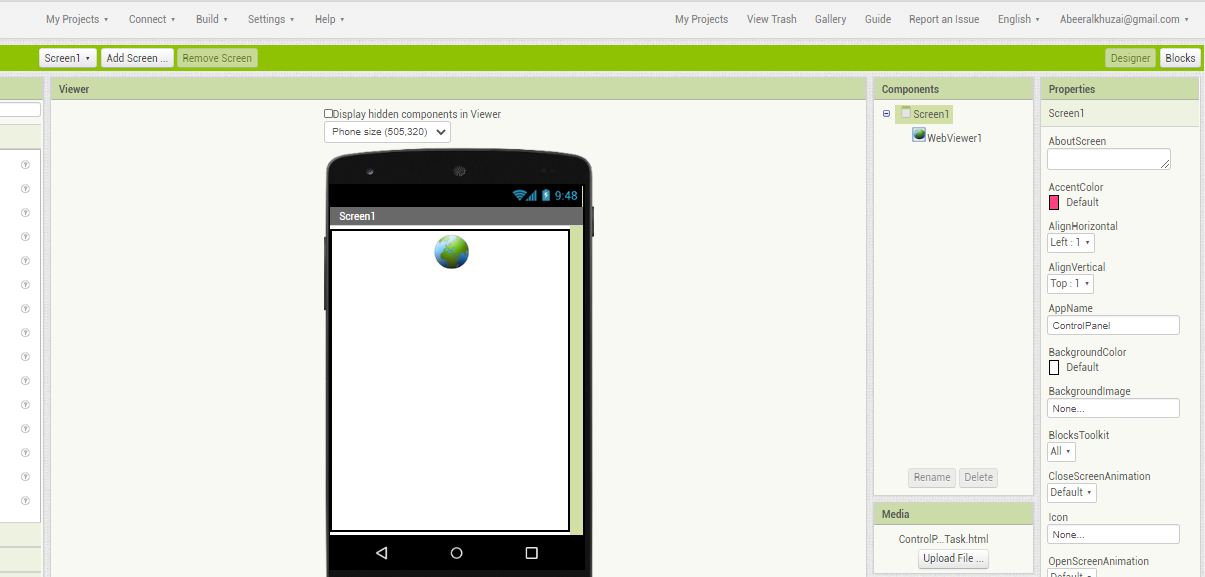 My Projects Connect Build Settings Help My Projects View Trash Gallery Guide Report an Issue English Abeeralkhuzai@gmail.com
Screen1 Add Screen ... Remove Screen Designer Blocks
Viewer
Display hidden components in Viewer
Phone size (505,320)
9:48
Screen1
Components
Screen1
WebViewer1
Rename Delete
Media
ControlP...Task.html
Upload File ...
Properties
Screen1
AboutScreen
AccentColor
Default
AlignHorizontal
Left : 1
AlignVertical
Top : 1
AppName
ControlPanel
BackgroundColor
Default
BackgroundImage
None...
BlocksToolkit
All
CloseScreenAnimation
Default
Icon
None...
OpenScreenAnimation
Default